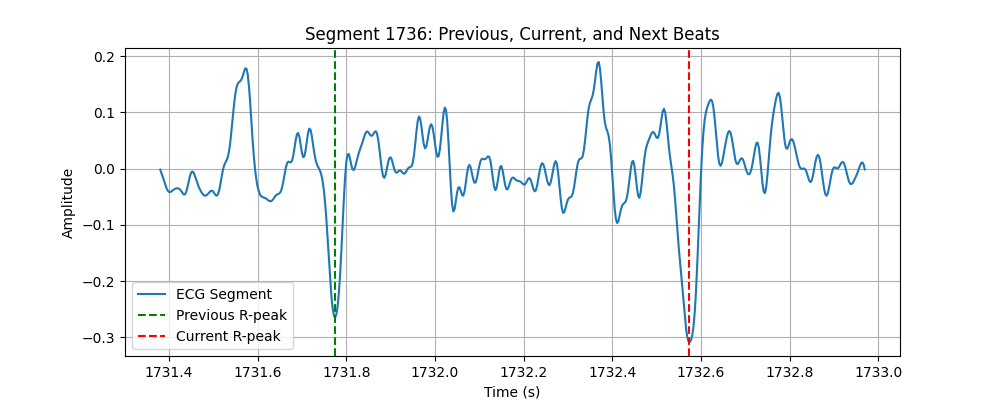 Segment 1736: Previous, Current, and Next Beats
0.2
0.1
0.0
−0.1
−0.2
−0.3
Amplitude
ECG Segment
Previous R-peak
Current R-peak
1731.4 1731.6 1731.8 1732.0 1732.2 1732.4 1732.6 1732.8 1733.0
Time (s)